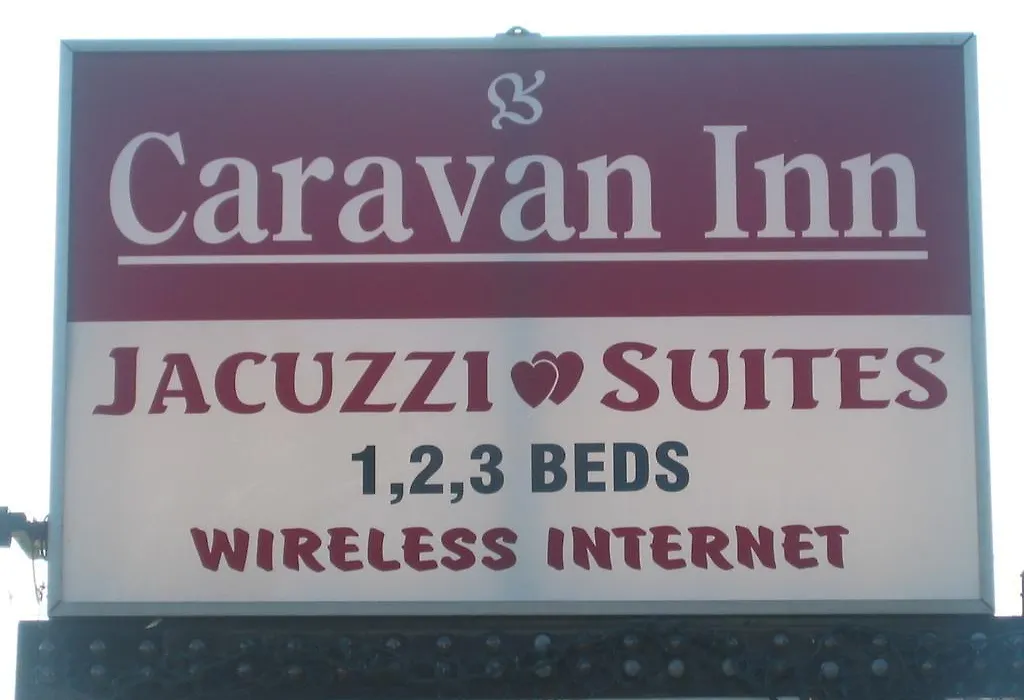 Caravan Inn
JACUZZI SUITES
1,2,3 BEDS
WIRELESS INTERNET